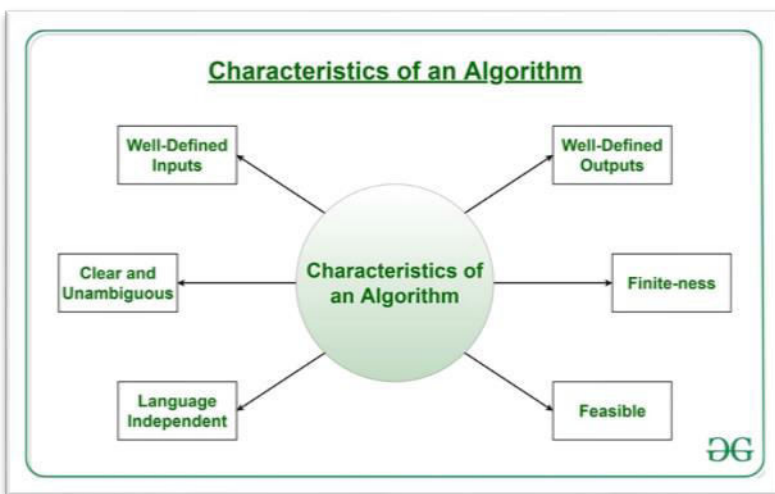 Characteristics of an Algorithm
Well-Defined
Inputs
Well-Defined
Outputs
Clear and
Unambiguous
Characteristics of
an Algorithm
Finite-ness
Language
Independent
Feasible